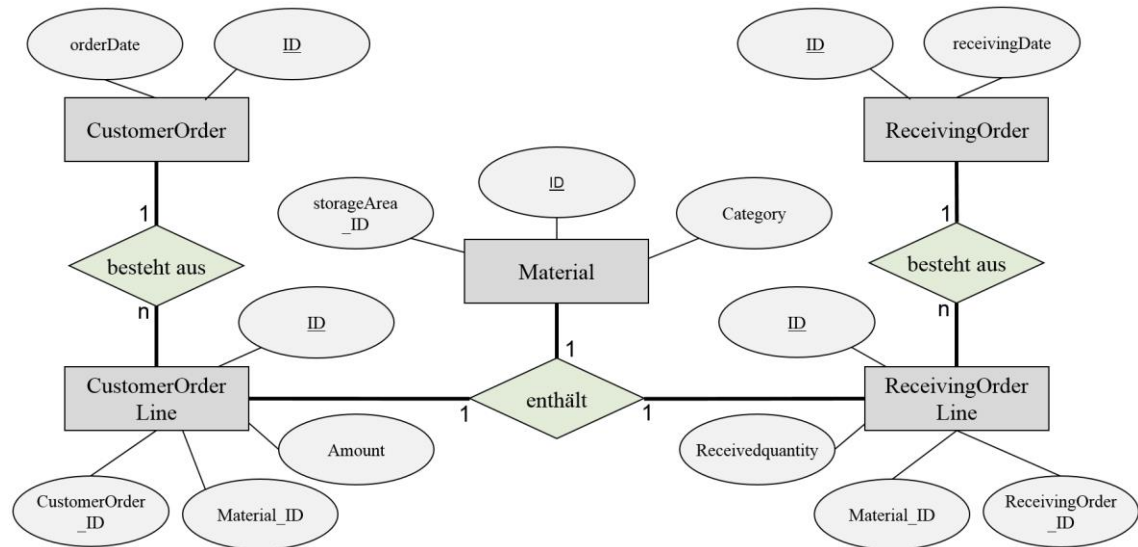 orderDate
ID
ID
receivingDate
CustomerOrder
ReceivingOrder
ID
storageArea
_ID
Category
Material
1
besteht aus
n
1
besteht aus
n
ID
ID
1
CustomerOrder
Line
1
enthält
1
ReceivingOrder
Line
Amount
Receivedquantity
CustomerOrder
_ID
Material_ID
Material_ID
ReceivingOrder
_ID